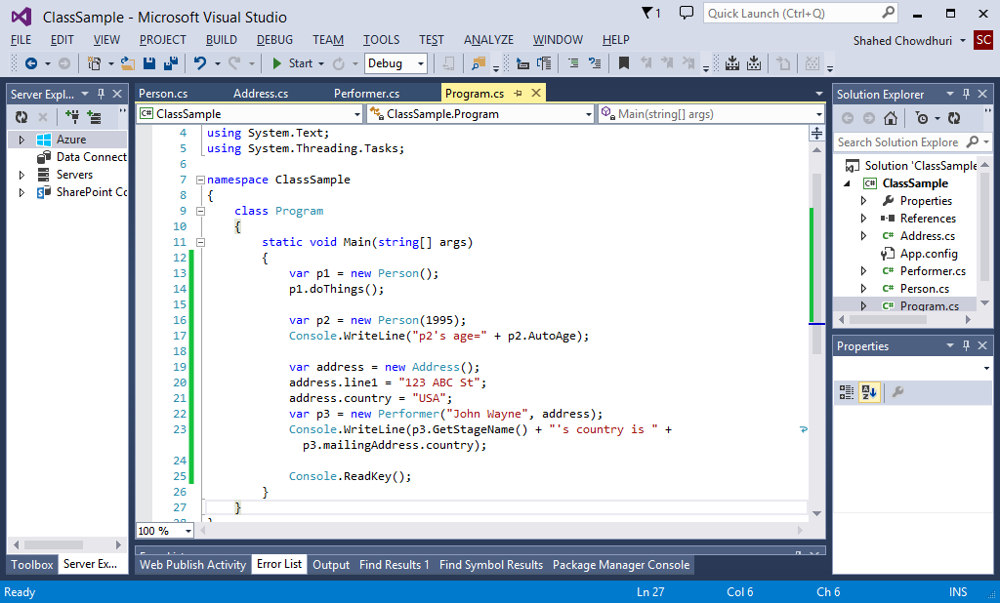 ClassSample - Microsoft Visual Studio
1
Quick Launch (Ctrl+Q)
FILE EDIT VIEW PROJECT BUILD DEBUG TEAM TOOLS TEST ANALYZE WINDOW HELP
Shahed Chowdhuri SC
Start Debug
Server Expl...
Azure
Data Connect
Servers
SharePoint Co
Toolbox Server Ex...
Person.cs Address.cs Performer.cs Program.cs
C# ClassSample ClassSample.Program Main(string[] args)
4 using System.Text;
5 using System.Threading.Tasks;
6
7 namespace ClassSample
8 {
9 class Program
10 {
11 static void Main(string[] args)
12 {
13 var p1 = new Person();
14 p1.doThings();
15
16 var p2 = new Person(1995);
17 Console.WriteLine("p2's age=" + p2.AutoAge);
18
19 var address = new Address();
20 address.line1 = "123 ABC St";
21 address.country = "USA";
22 var p3 = new Performer("John Wayne", address);
23 Console.WriteLine(p3.GetStageName() + "'s country is " +
p3.mailingAddress.country);
24
25 Console.ReadKey();
26 }
27 }
100 %
Web Publish Activity Error List Output Find Results 1 Find Symbol Results Package Manager Console
Solution Explorer
Search Solution Explore
Solution 'ClassSample
C# ClassSample
Properties
References
C# Address.cs
App.config
C# Performer.cs
C# Person.cs
C# Program.cs
Properties
Ready Ln 27 Col 6 Ch 6 INS